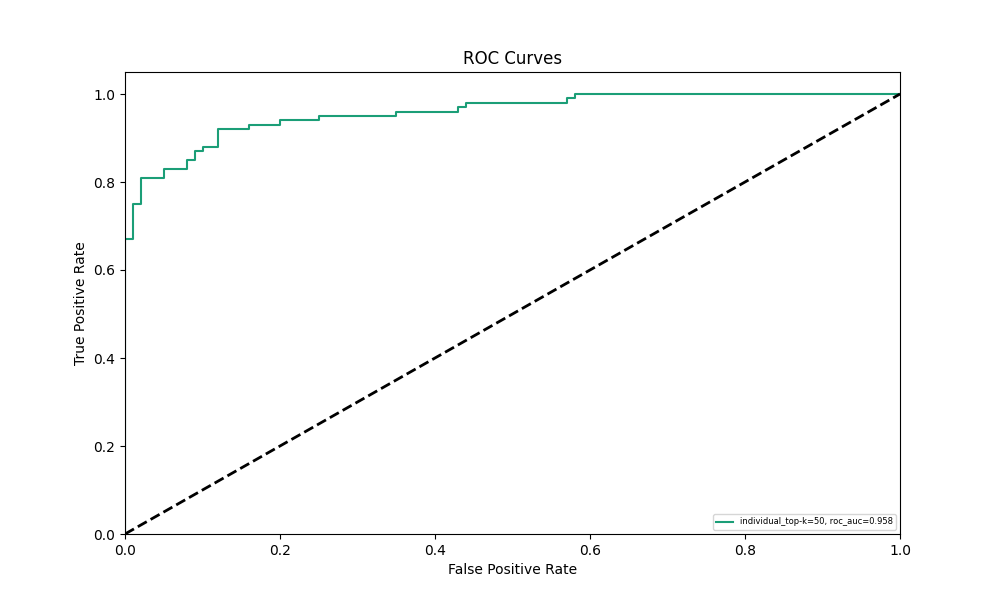 ROC Curves
True Positive Rate
1.0
0.8
0.6
0.4
0.2
0.0
individual_top-k=50, roc_auc=0.958
0.0 0.2 0.4 0.6 0.8 1.0
False Positive Rate